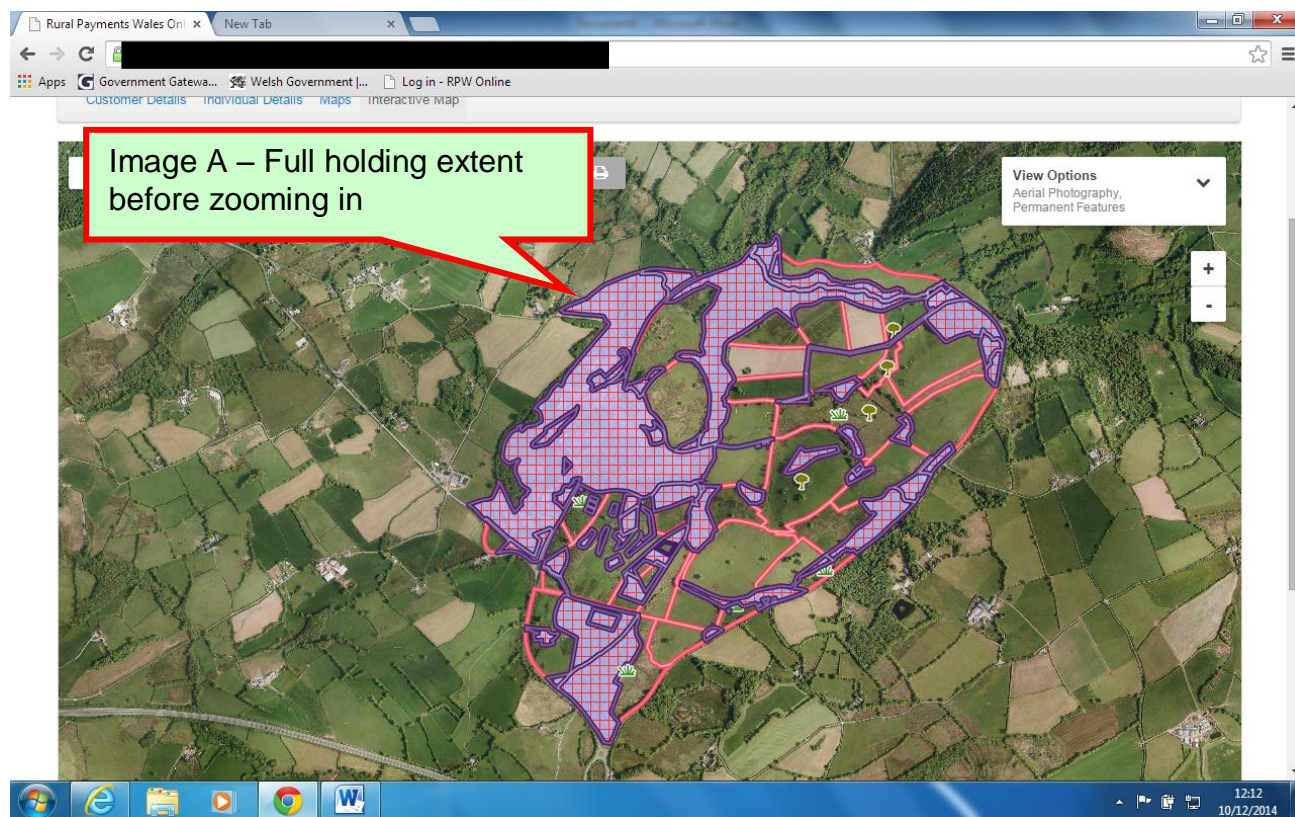 Rural Payments Wales Onl
New Tab
Apps
Government Gatewa...
Welsh Government |...
Log in - RPW Online
Customer Details
Individual Details
Maps
Interactive Map
Image A – Full holding extent
before zooming in
View Options
Aerial Photography,
Permanent Features
+
-
12:12
10/12/2014